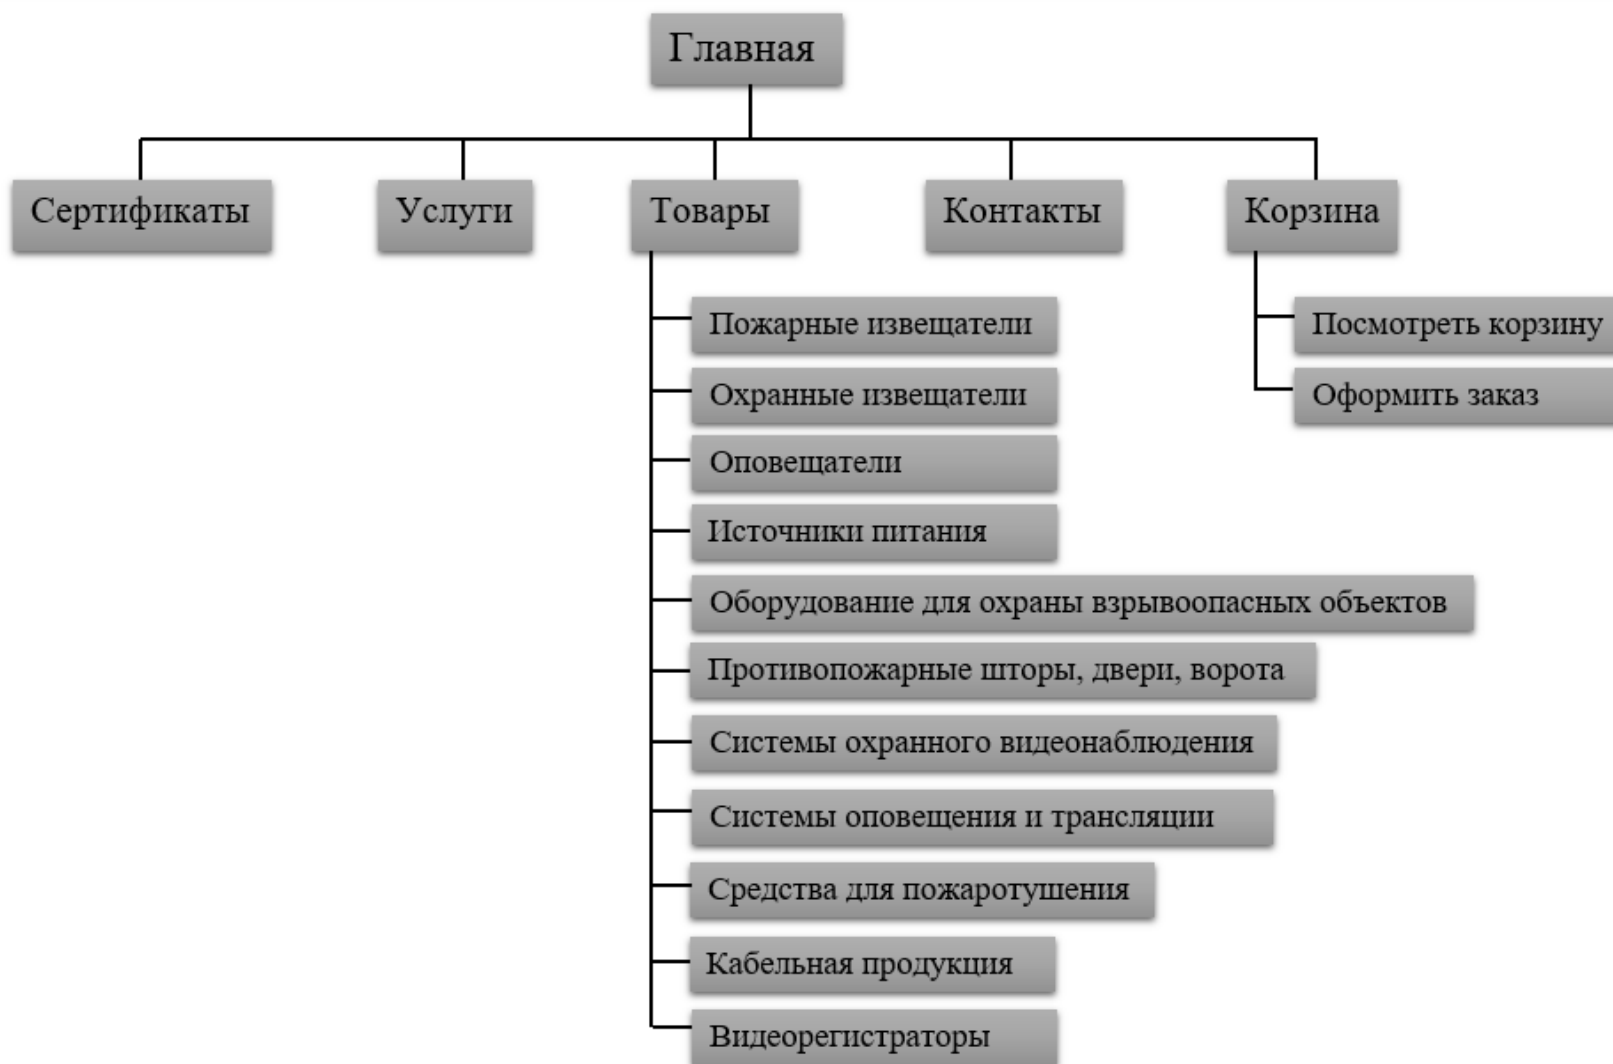 Главная
Сертификаты
Услуги
Товары
Контакты
Корзина
Пожарные извещатели
Охранные извещатели
Оповещатели
Источники питания
Оборудование для охраны взрывоопасных объектов
Противопожарные шторы, двери, ворота
Системы охранного видеонаблюдения
Системы оповещения и трансляции
Средства для пожаротушения
Кабельная продукция
Видеорегистраторы
Посмотреть корзину
Оформить заказ